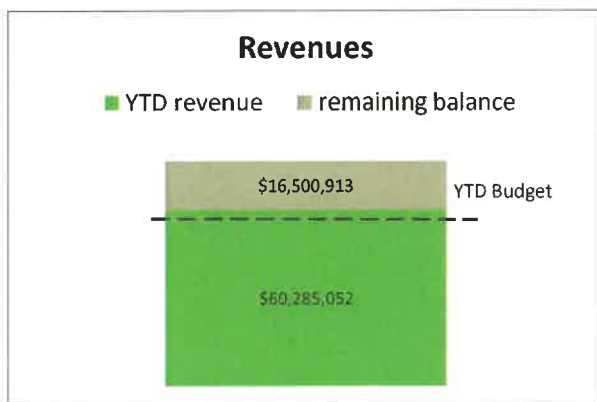 Revenues
YTD revenue remaining balance
$16,500,913
YTD Budget
$60,285,052